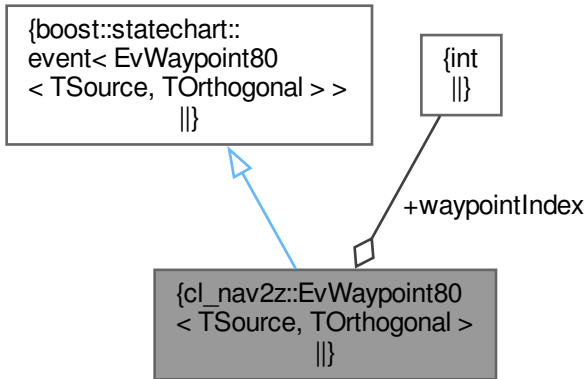 {boost::statechart::
event< EvWaypoint80
< TSource, TOrthogonal > >
||}
{int
||}
+waypointIndex
{cl_nav2z::EvWaypoint80
< TSource, TOrthogonal >
||}